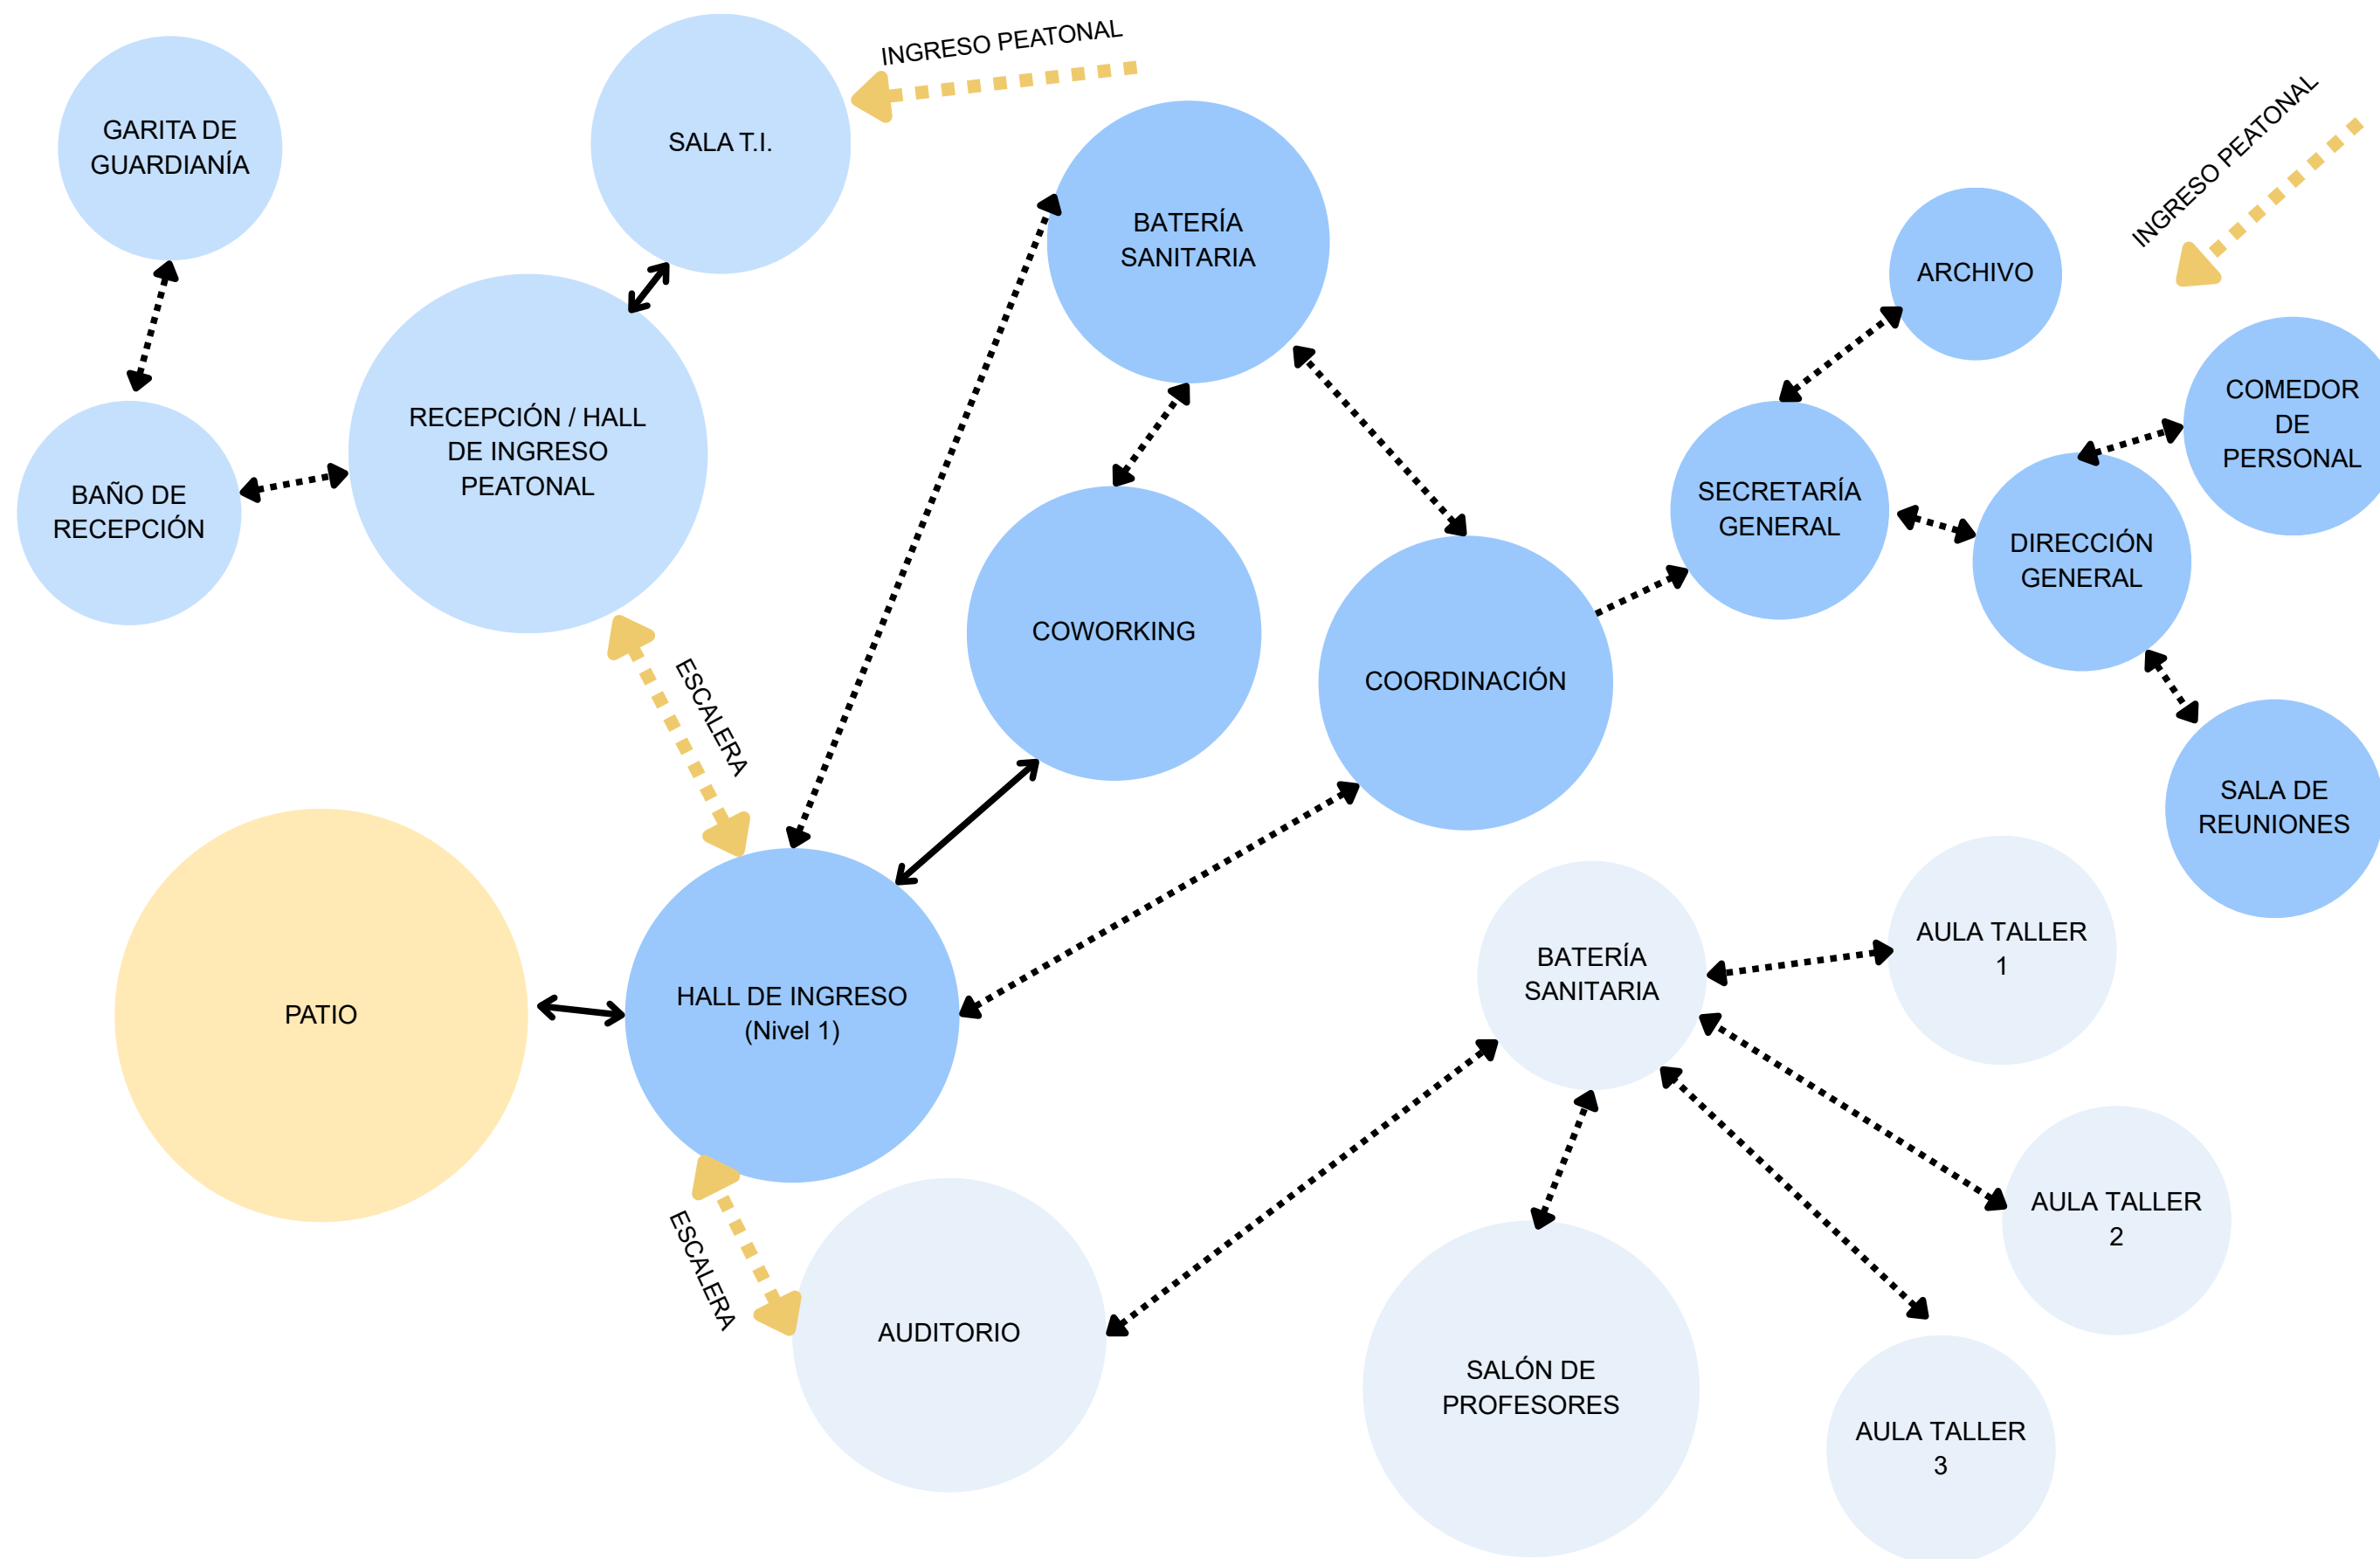 INGRESO PEATONAL
INGRESO PEATONAL
GARITA DE
GUARDIANÍA
SALA T.I.
BATERÍA
SANITARIA
ARCHIVO
RECEPCIÓN / HALL
DE INGRESO
PEATONAL
COMEDOR
DE
PERSONAL
BAÑO DE
RECEPCIÓN
SECRETARÍA
GENERAL
DIRECCIÓN
GENERAL
COWORKING
COORDINACIÓN
ESCALERA
SALA DE
REUNIONES
PATIO
HALL DE INGRESO
(Nivel 1)
BATERÍA
SANITARIA
AULA TALLER
1
AULA TALLER
2
ESCALERA
AUDITORIO
SALÓN DE
PROFESORES
AULA TALLER
3